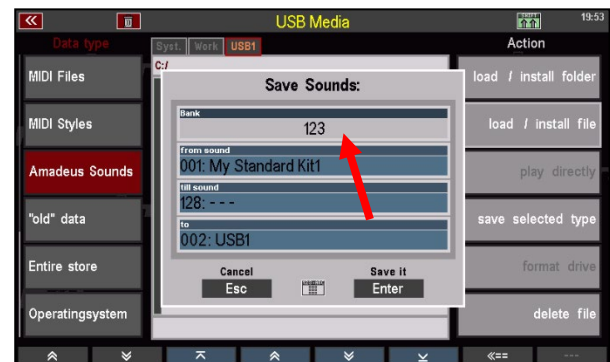 USB Media
19:53
Data type
Syst. Work USB1
Action
C:/
MIDI Files
MIDI Styles
Amadeus Sounds
"old" data
Entire store
Operatingsystem
Save Sounds:
Bank
123
from sound
001: My Standard Kit1
till sound
128: - - -
to
002: USB1
Cancel
Esc
Save it
Enter
load / install folder
load / install file
play directly
save selected type
format drive
delete file
«==
---